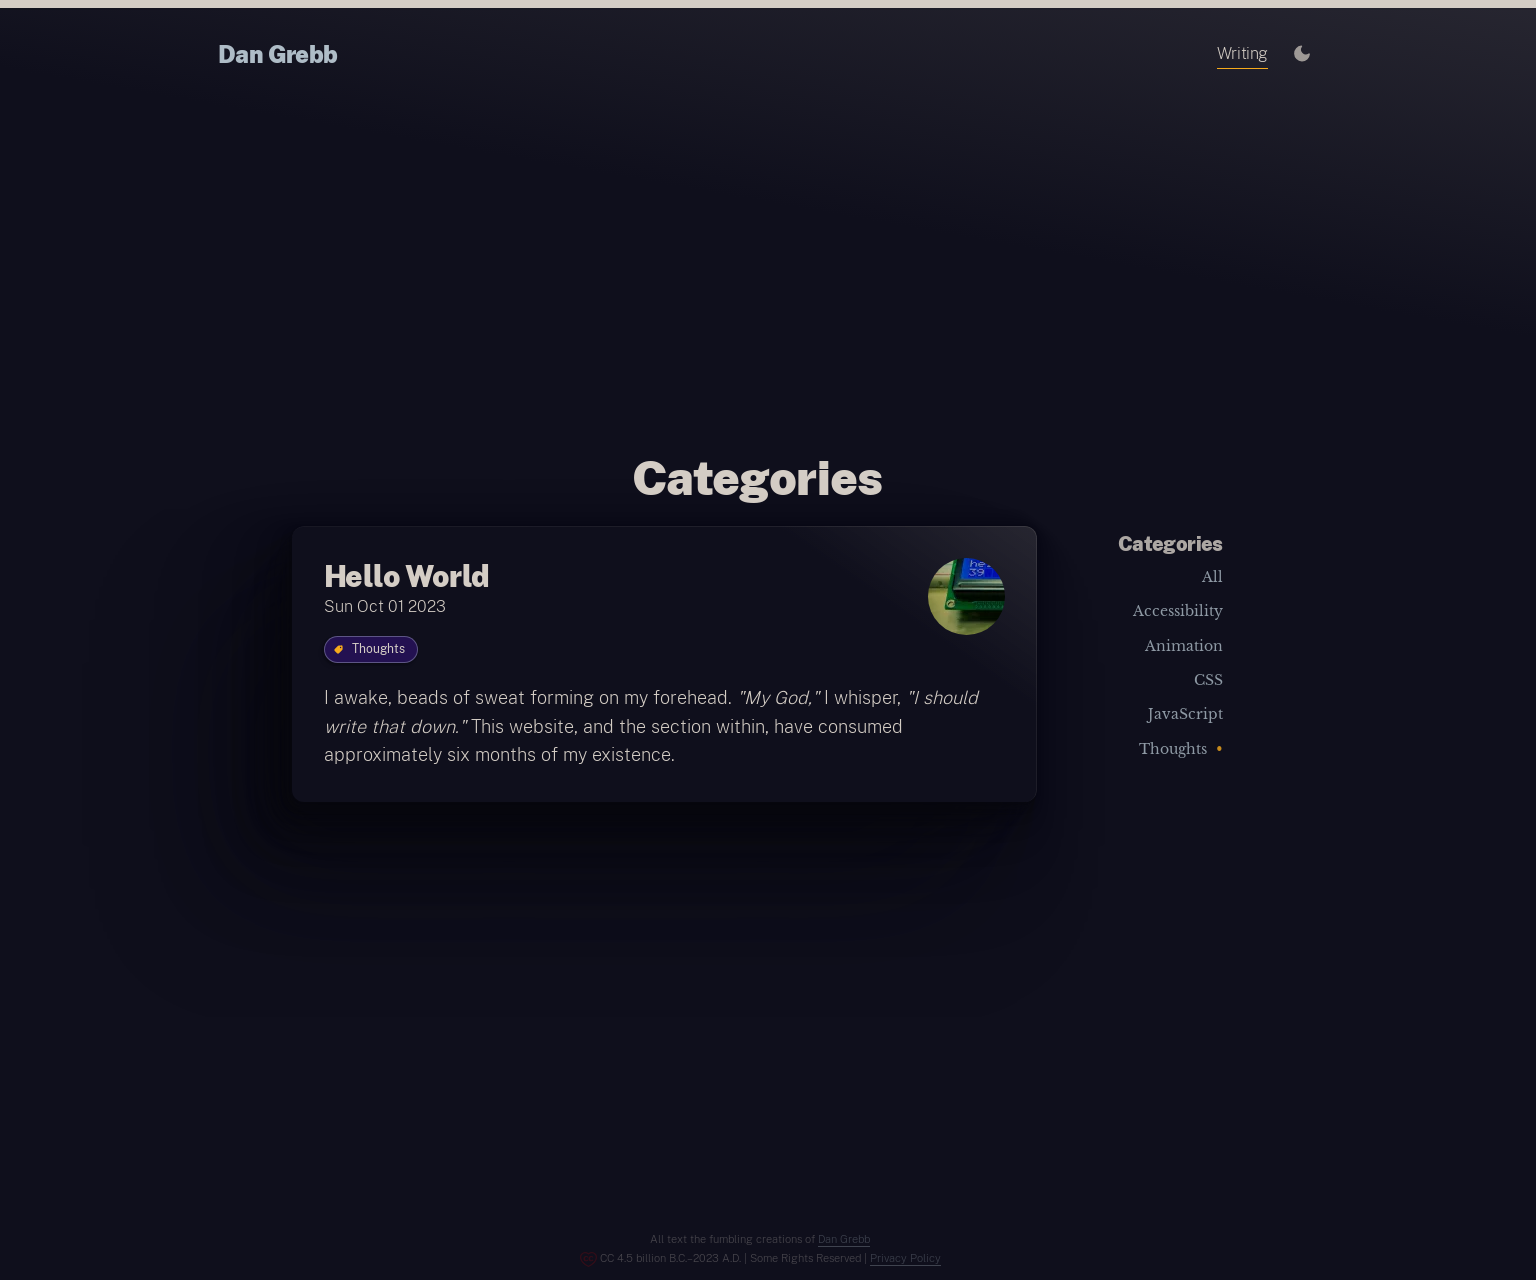 Dan Grebb
Writing
Categories
Hello World
Sun Oct 01 2023
Thoughts
I awake, beads of sweat forming on my forehead. "My God," I whisper, "I should
write that down." This website, and the section within, have consumed
approximately six months of my existence.
Categories
All
Accessibility
Animation
CSS
JavaScript
Thoughts •
All text the fumbling creations of Dan Grebb
CC 4.5 billion B.C.–2023 A.D. | Some Rights Reserved | Privacy Policy